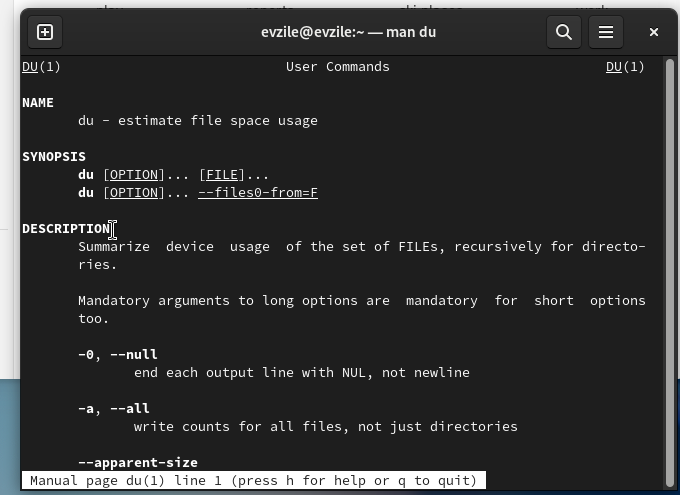 evzile@evzile:~ — man du
DU(1) User Commands DU(1)
NAME
du - estimate file space usage
SYNOPSIS
du [OPTION]... [FILE]...
du [OPTION]... --files0-from=F
DESCRIPTION
Summarize device usage of the set of FILEs, recursively for directo-
ries.
Mandatory arguments to long options are mandatory for short options
too.
-0, --null
end each output line with NUL, not newline
-a, --all
write counts for all files, not just directories
--apparent-size
Manual page du(1) line 1 (press h for help or q to quit)